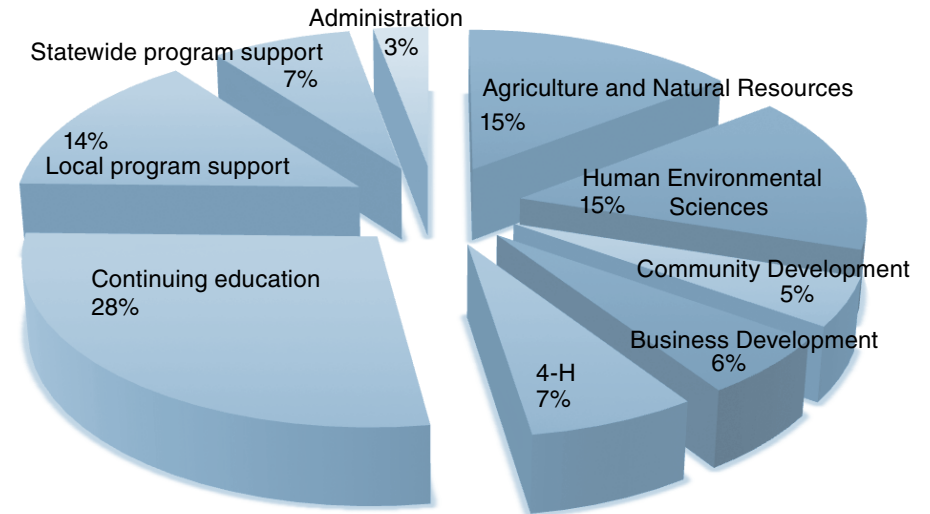 Administration
3%
Statewide program support
7%
Agriculture and Natural Resources
15%
14%
Local program support
Human Environmental
15% Sciences
Continuing education
28%
Community Development
5%
Business Development
6%
4-H
7%